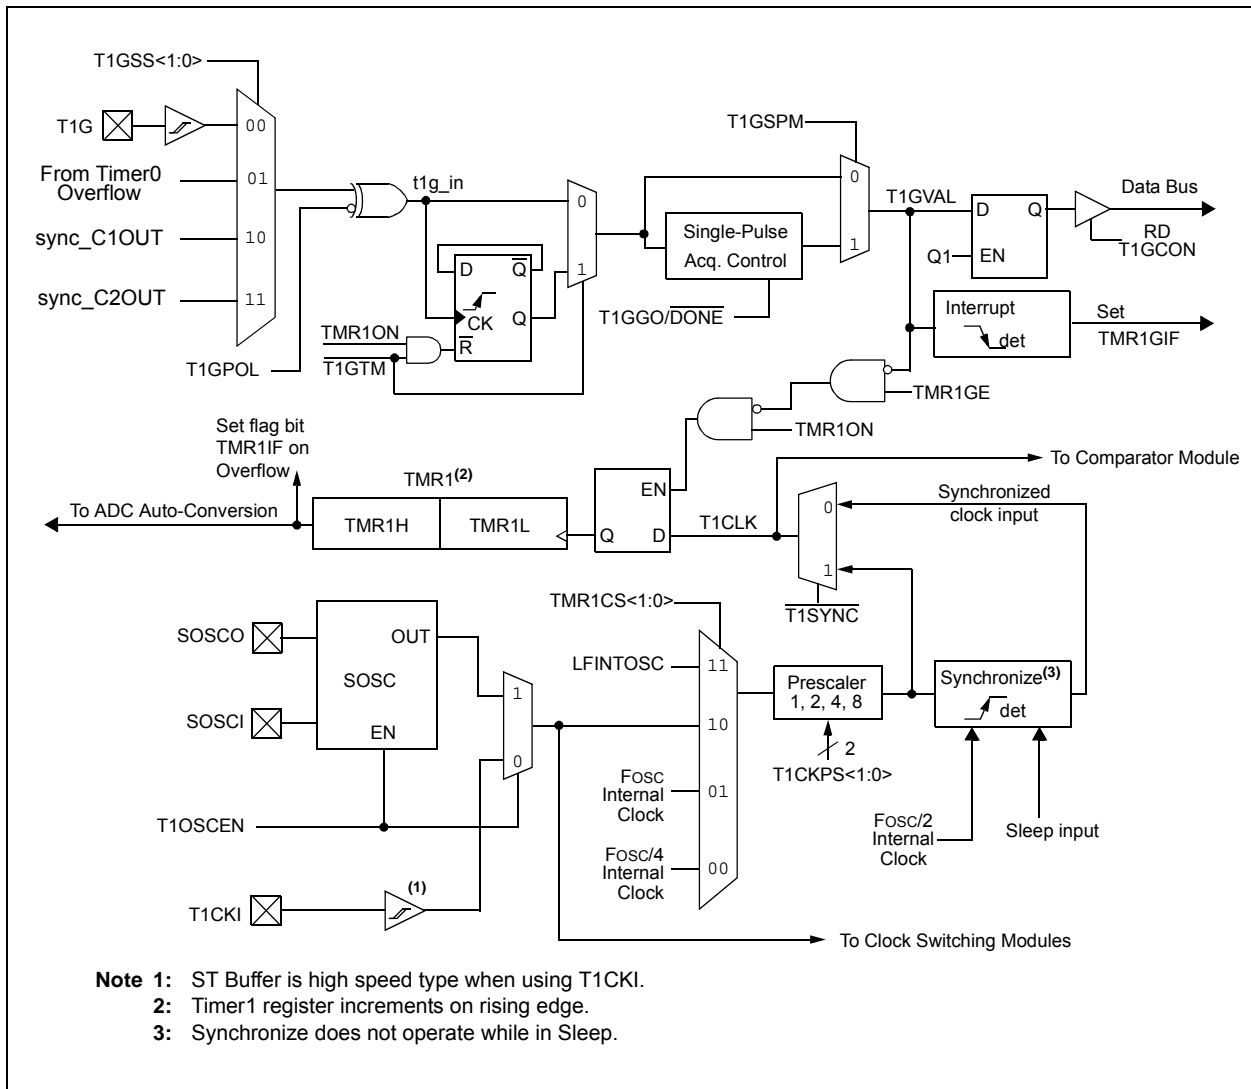 T1GSS<1:0>
T1G
00
From Timer0
Overflow
01
sync_C1OUT
10
sync_C2OUT
11
T1GPOL
t1g_in
D
Q
CK
Q
R
TMR1ON
T1GTM
0
1
T1GSPM
Single-Pulse
Acq. Control
T1GGO/DONE
0
1
T1GVAL
D
Q
Q1
EN
Data Bus
RD
T1GCON
Interrupt
det
Set
TMR1GIF
TMR1GE
TMR1ON
Set flag bit
TMR1IF on
Overflow
To ADC Auto-Conversion
TMR1(2)
TMR1H
TMR1L
EN
Q
D
T1CLK
To Comparator Module
0
1
T1SYNC
Synchronized
clock input
SOSCO
SOSCI
OUT
SOSC
EN
1
0
T1OSCEN
T1CKI
(1)
TMR1CS<1:0>
LFINTOSC
11
10
FOSC
Internal
Clock
01
FOSC/4
Internal
Clock
00
Prescaler
1, 2, 4, 8
2
T1CKPS<1:0>
Synchronize(3)
det
FOSC/2
Internal
Clock
Sleep input
To Clock Switching Modules
Note 1: ST Buffer is high speed type when using T1CKI.
2: Timer1 register increments on rising edge.
3: Synchronize does not operate while in Sleep.